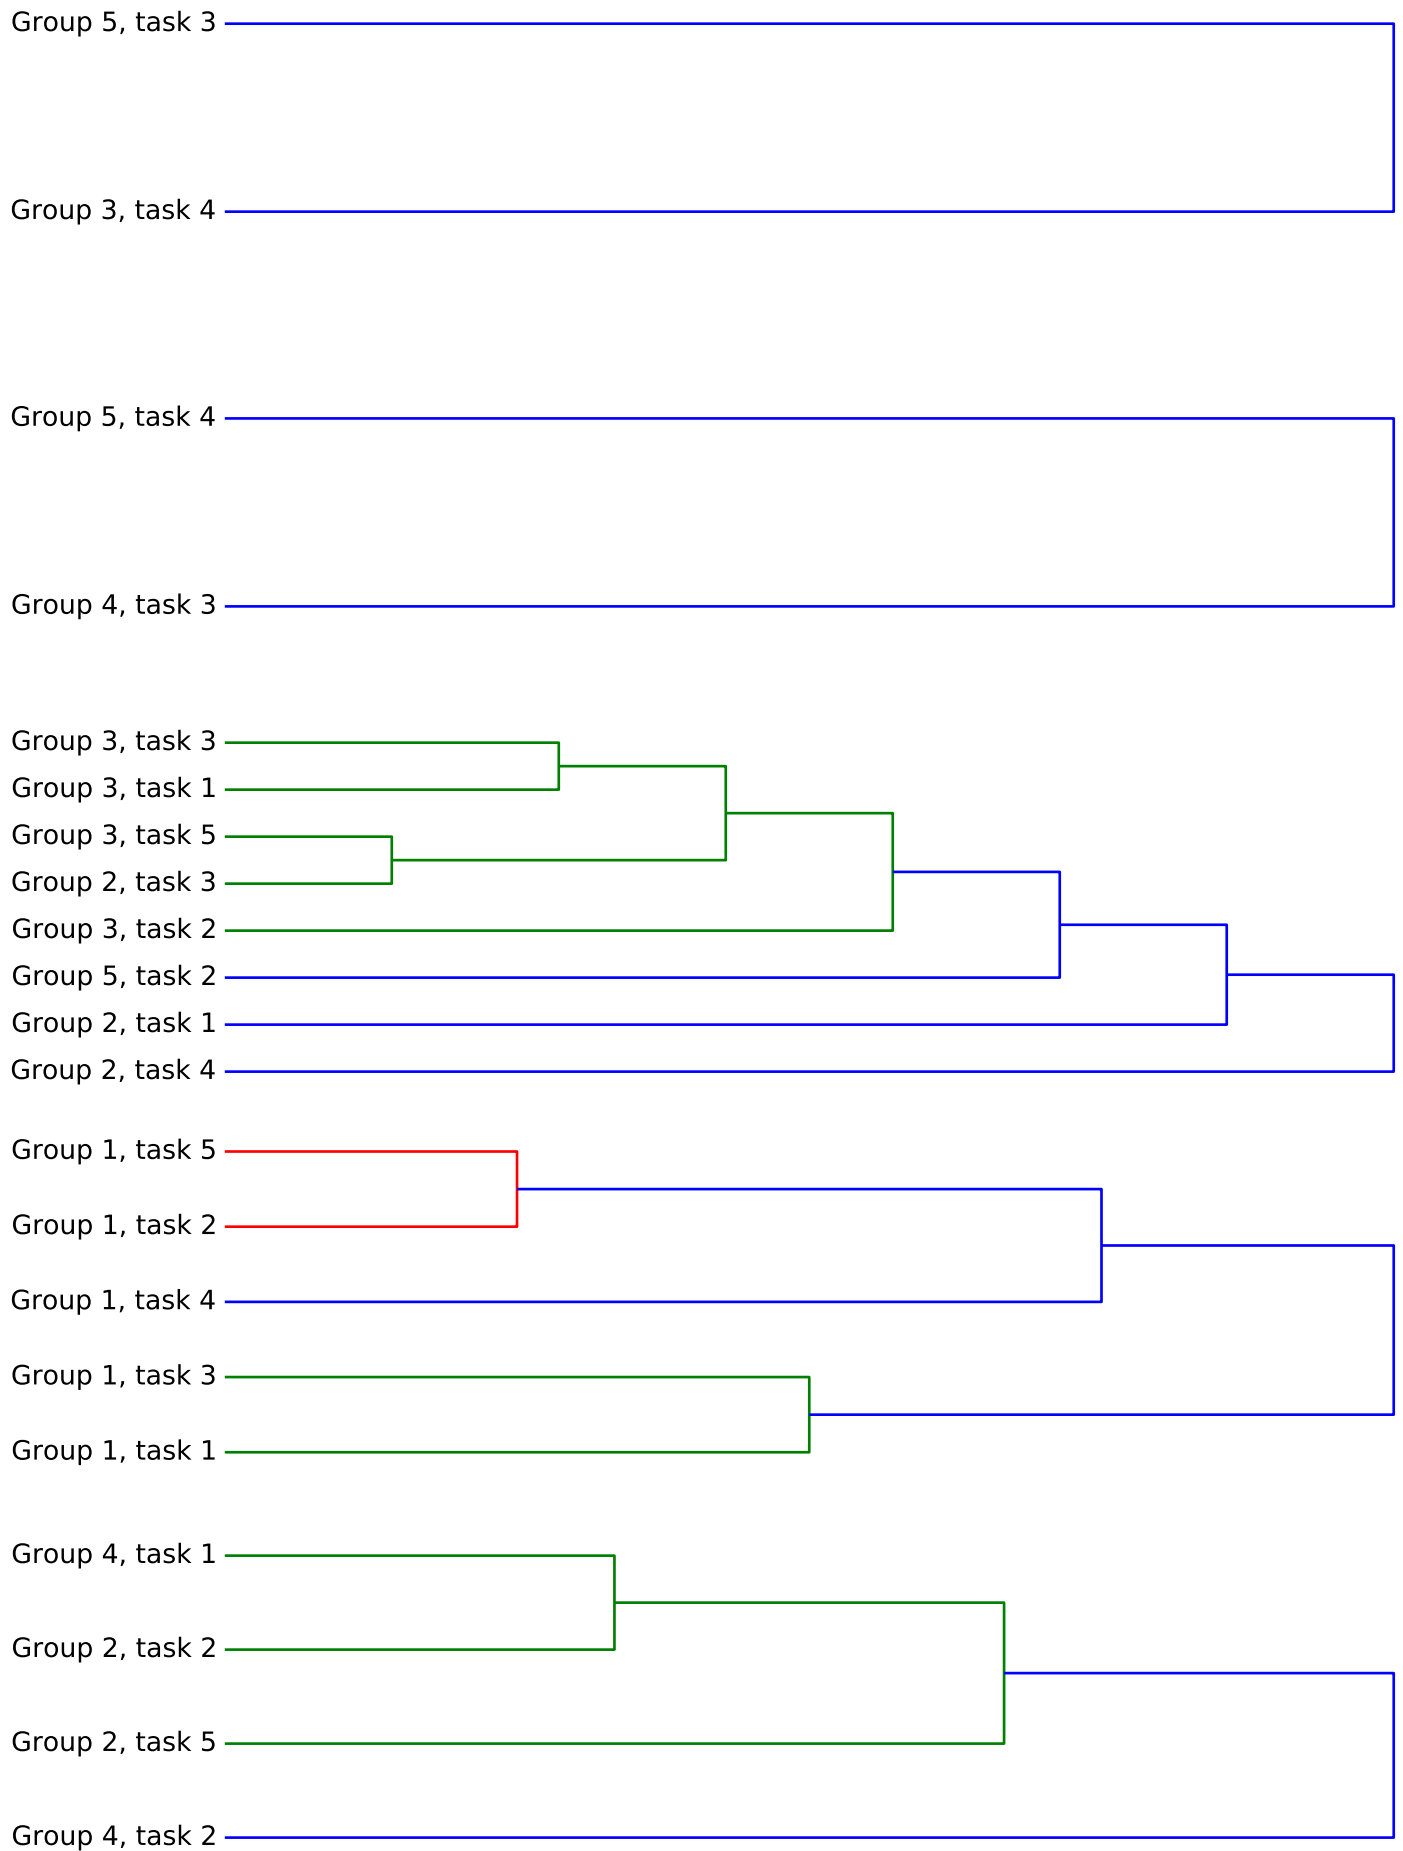 Group 5, task 3
Group 3, task 4
Group 5, task 4
Group 4, task 3
Group 3, task 3
Group 3, task 1
Group 3, task 5
Group 2, task 3
Group 3, task 2
Group 5, task 2
Group 2, task 1
Group 2, task 4
Group 1, task 5
Group 1, task 2
Group 1, task 4
Group 1, task 3
Group 1, task 1
Group 4, task 1
Group 2, task 2
Group 2, task 5
Group 4, task 2